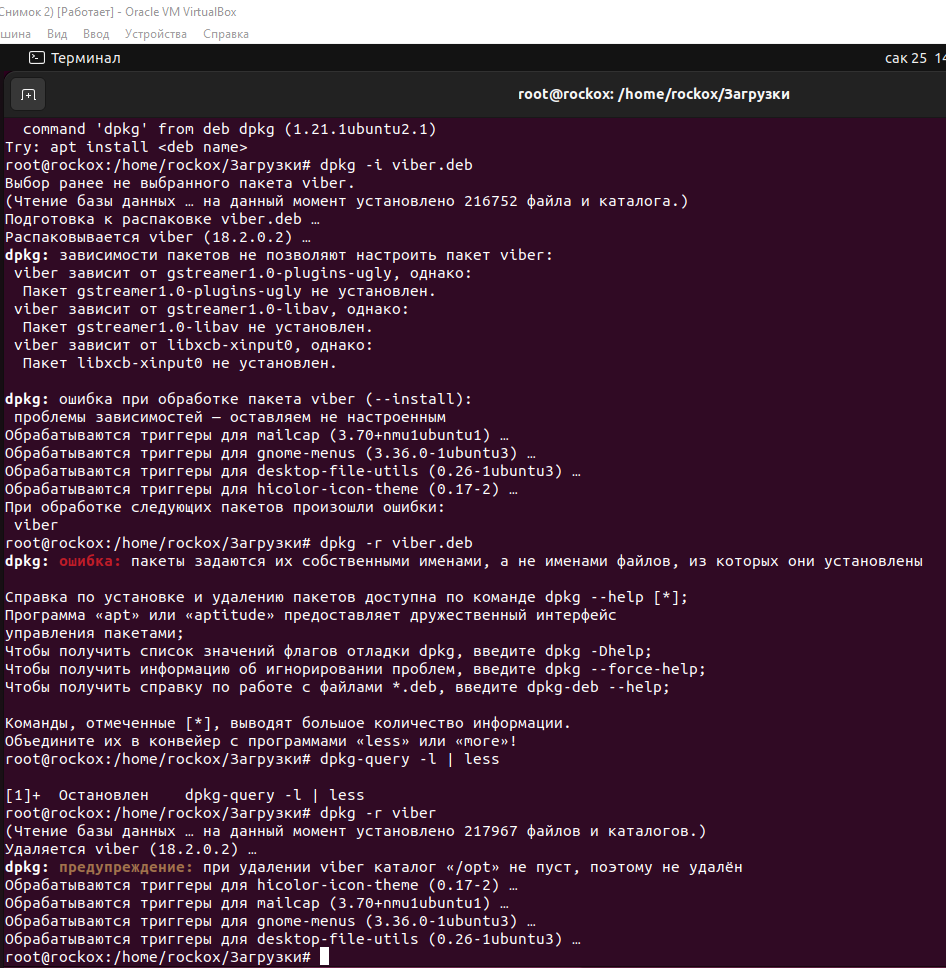 Снимок 2) [Работает] - Oracle VM VirtualBox
шина Вид Ввод Устройства Справка
Терминал сак 25 14
root@rockox: /home/rockox/Загрузки
command 'dpkg' from deb dpkg (1.21.1ubuntu2.1)
Try: apt install <deb name>
root@rockox:/home/rockox/Загрузки# dpkg -i viber.deb
Выбор ранее не выбранного пакета viber.
(Чтение базы данных … на данный момент установлено 216752 файла и каталога.)
Подготовка к распаковке viber.deb …
Распаковывается viber (18.2.0.2) …
dpkg: зависимости пакетов не позволяют настроить пакет viber:
viber зависит от gstreamer1.0-plugins-ugly, однако:
Пакет gstreamer1.0-plugins-ugly не установлен.
viber зависит от gstreamer1.0-libav, однако:
Пакет gstreamer1.0-libav не установлен.
viber зависит от libxcb-xinput0, однако:
Пакет libxcb-xinput0 не установлен.
dpkg: ошибка при обработке пакета viber (--install):
проблемы зависимостей — оставляем не настроенным
Обрабатываются триггеры для mailcap (3.70+nmu1ubuntu1) …
Обрабатываются триггеры для gnome-menus (3.36.0-1ubuntu3) …
Обрабатываются триггеры для desktop-file-utils (0.26-1ubuntu3) …
Обрабатываются триггеры для hicolor-icon-theme (0.17-2) …
При обработке следующих пакетов произошли ошибки:
viber
root@rockox:/home/rockox/Загрузки# dpkg -r viber.deb
dpkg: ошибка: пакеты задаются их собственными именами, а не именами файлов, из которых они установлены
Справка по установке и удалению пакетов доступна по команде dpkg --help [*];
Программа «apt» или «aptitude» предоставляет дружественный интерфейс
управления пакетами;
Чтобы получить список значений флагов отладки dpkg, введите dpkg -Dhelp;
Чтобы получить информацию об игнорировании проблем, введите dpkg --force-help;
Чтобы получить справку по работе с файлами *.deb, введите dpkg-deb --help;
Команды, отмеченные [*], выводят большое количество информации.
Объедините их в конвейер с программами «less» или «more»!
root@rockox:/home/rockox/Загрузки# dpkg-query -l | less
[1]+ Остановлен dpkg-query -l | less
root@rockox:/home/rockox/Загрузки# dpkg -r viber
(Чтение базы данных … на данный момент установлено 217967 файлов и каталогов.)
Удаляется viber (18.2.0.2) …
dpkg: предупреждение: при удалении viber каталог «/opt» не пуст, поэтому не удалён
Обрабатываются триггеры для hicolor-icon-theme (0.17-2) …
Обрабатываются триггеры для mailcap (3.70+nmu1ubuntu1) …
Обрабатываются триггеры для gnome-menus (3.36.0-1ubuntu3) …
Обрабатываются триггеры для desktop-file-utils (0.26-1ubuntu3) …
root@rockox:/home/rockox/Загрузки#